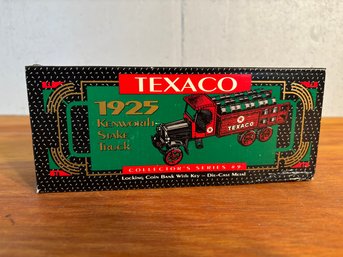 TEXACO
1925
KENWORTH
STAKE
TRUCK
TEXACO
COLLECTOR'S SERIES #9
LOCKING COIN BANK WITH KEY – DIE-CAST METAL